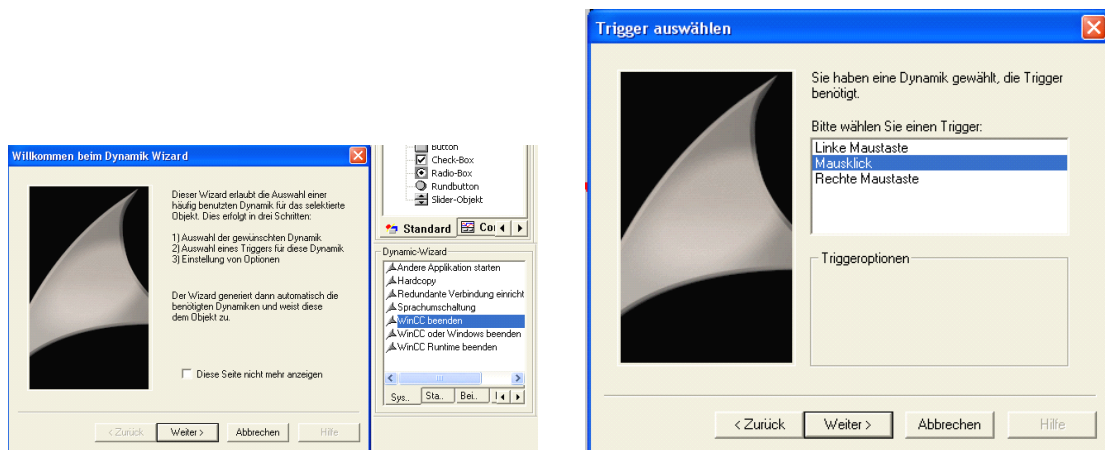 Willkommen beim Dynamik Wizard
Dieser Wizard erlaubt die Auswahl einer
häufig benutzten Dynamik für das selektierte
Objekt. Dies erfolgt in drei Schritten:
1) Auswahl der gewünschten Dynamik
2) Auswahl eines Triggers für diese Dynamik
3) Einstellung von Optionen
Der Wizard generiert dann automatisch die
benötigten Dynamiken und weist diese
dem Objekt zu.
Diese Seite nicht mehr anzeigen
< Zurück
Weiter >
Abbrechen
Hilfe
Button
Check-Box
Radio-Box
Rundbutton
Slider-Objekt
Standard
Dynamic-Wizard
Andere Applikation starten
Hardcopy
Redundante Verbindung einricht
Sprachumschaltung
WinCC beenden
WinCC oder Windows beenden
WinCC Runtime beenden
Sys..
Sta..
Bei..
Trigger auswählen
Sie haben eine Dynamik gewählt, die Trigger
benötigt.
Bitte wählen Sie einen Trigger:
Linke Maustaste
Mausklick
Rechte Maustaste
Triggeroptionen
< Zurück
Weiter >
Abbrechen
Hilfe